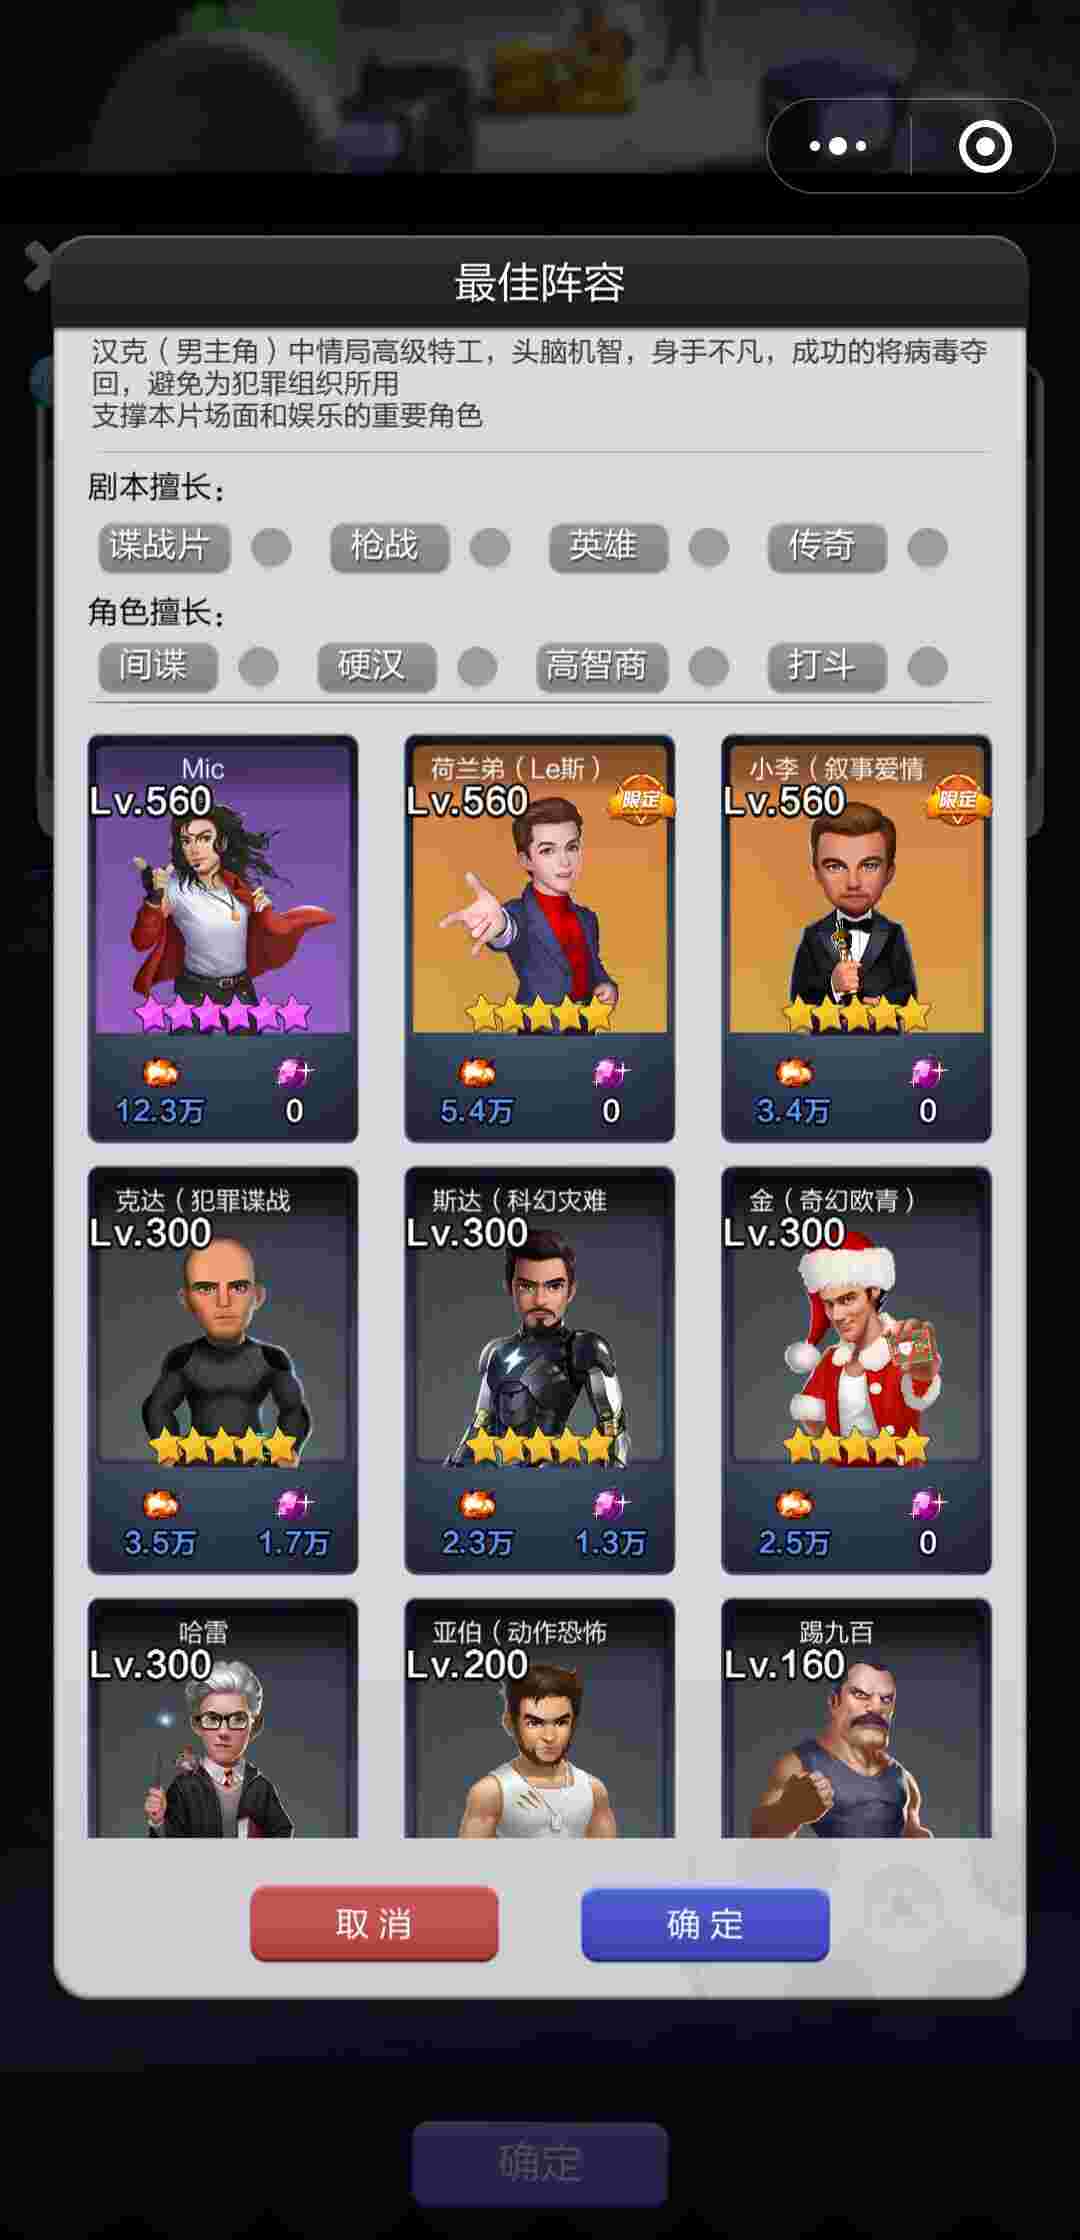 最佳阵容
汉克（男主角）中情局高级特工，头脑机智，身手不凡，成功的将病毒夺
回，避免为犯罪组织所用
支撑本片场面和娱乐的重要角色
剧本擅长：
谍战片 枪战 英雄 传奇
角色擅长：
间谍 硬汉 高智商 打斗
Mic 荷兰弟（Le斯） 小李（叙事爱情
Lv.560 Lv.560 限定 Lv.560 限定
12.3万 0 5.4万 0 3.4万 0
克达（犯罪谍战 斯达（科幻灾难 金（奇幻欧青）
Lv.300 Lv.300 Lv.300
3.5万 1.7万 2.3万 1.3万 2.5万 0
哈雷 亚伯（动作恐怖 踢九百
Lv.300 Lv.200 Lv.160
取消 确定
确定